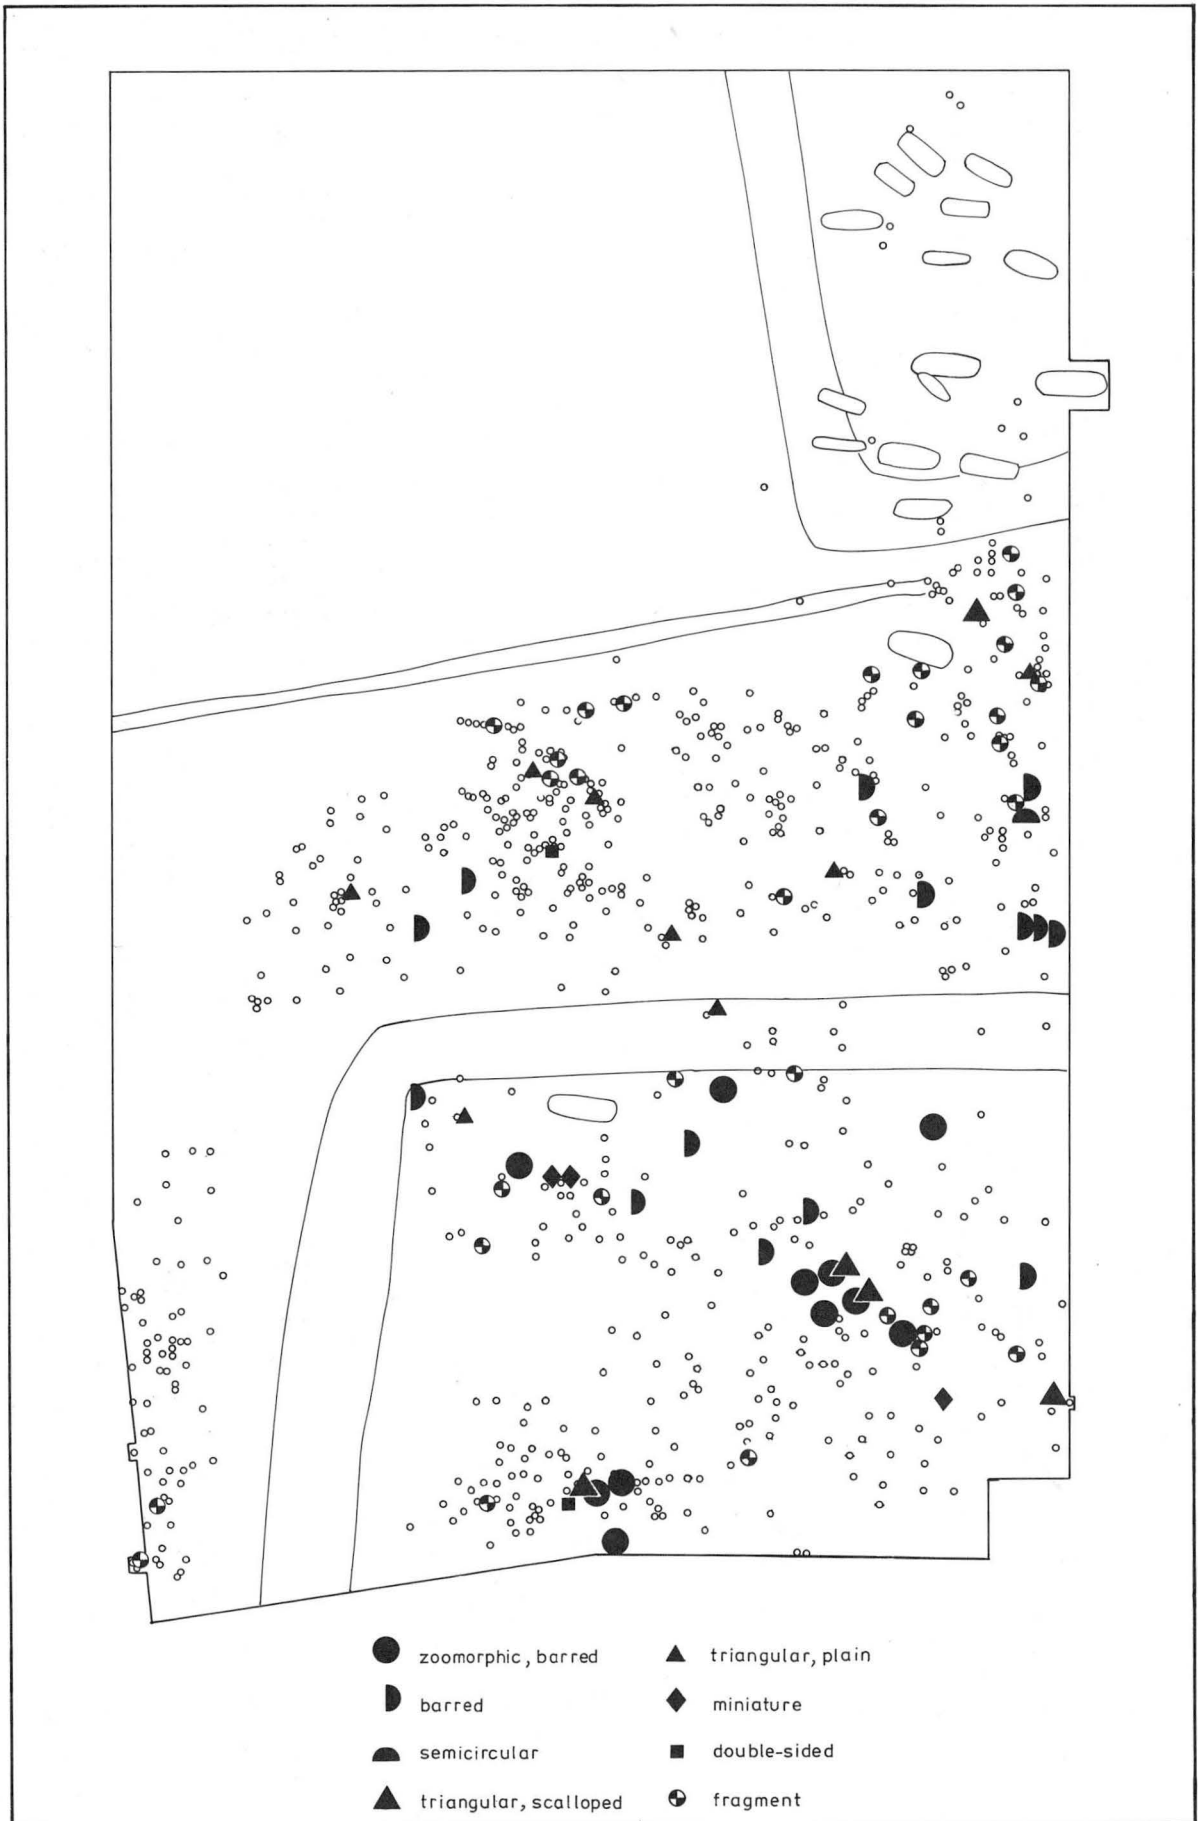 zoomorphic, barred
barred
semicircular
triangular, scalloped
triangular, plain
miniature
double-sided
fragment